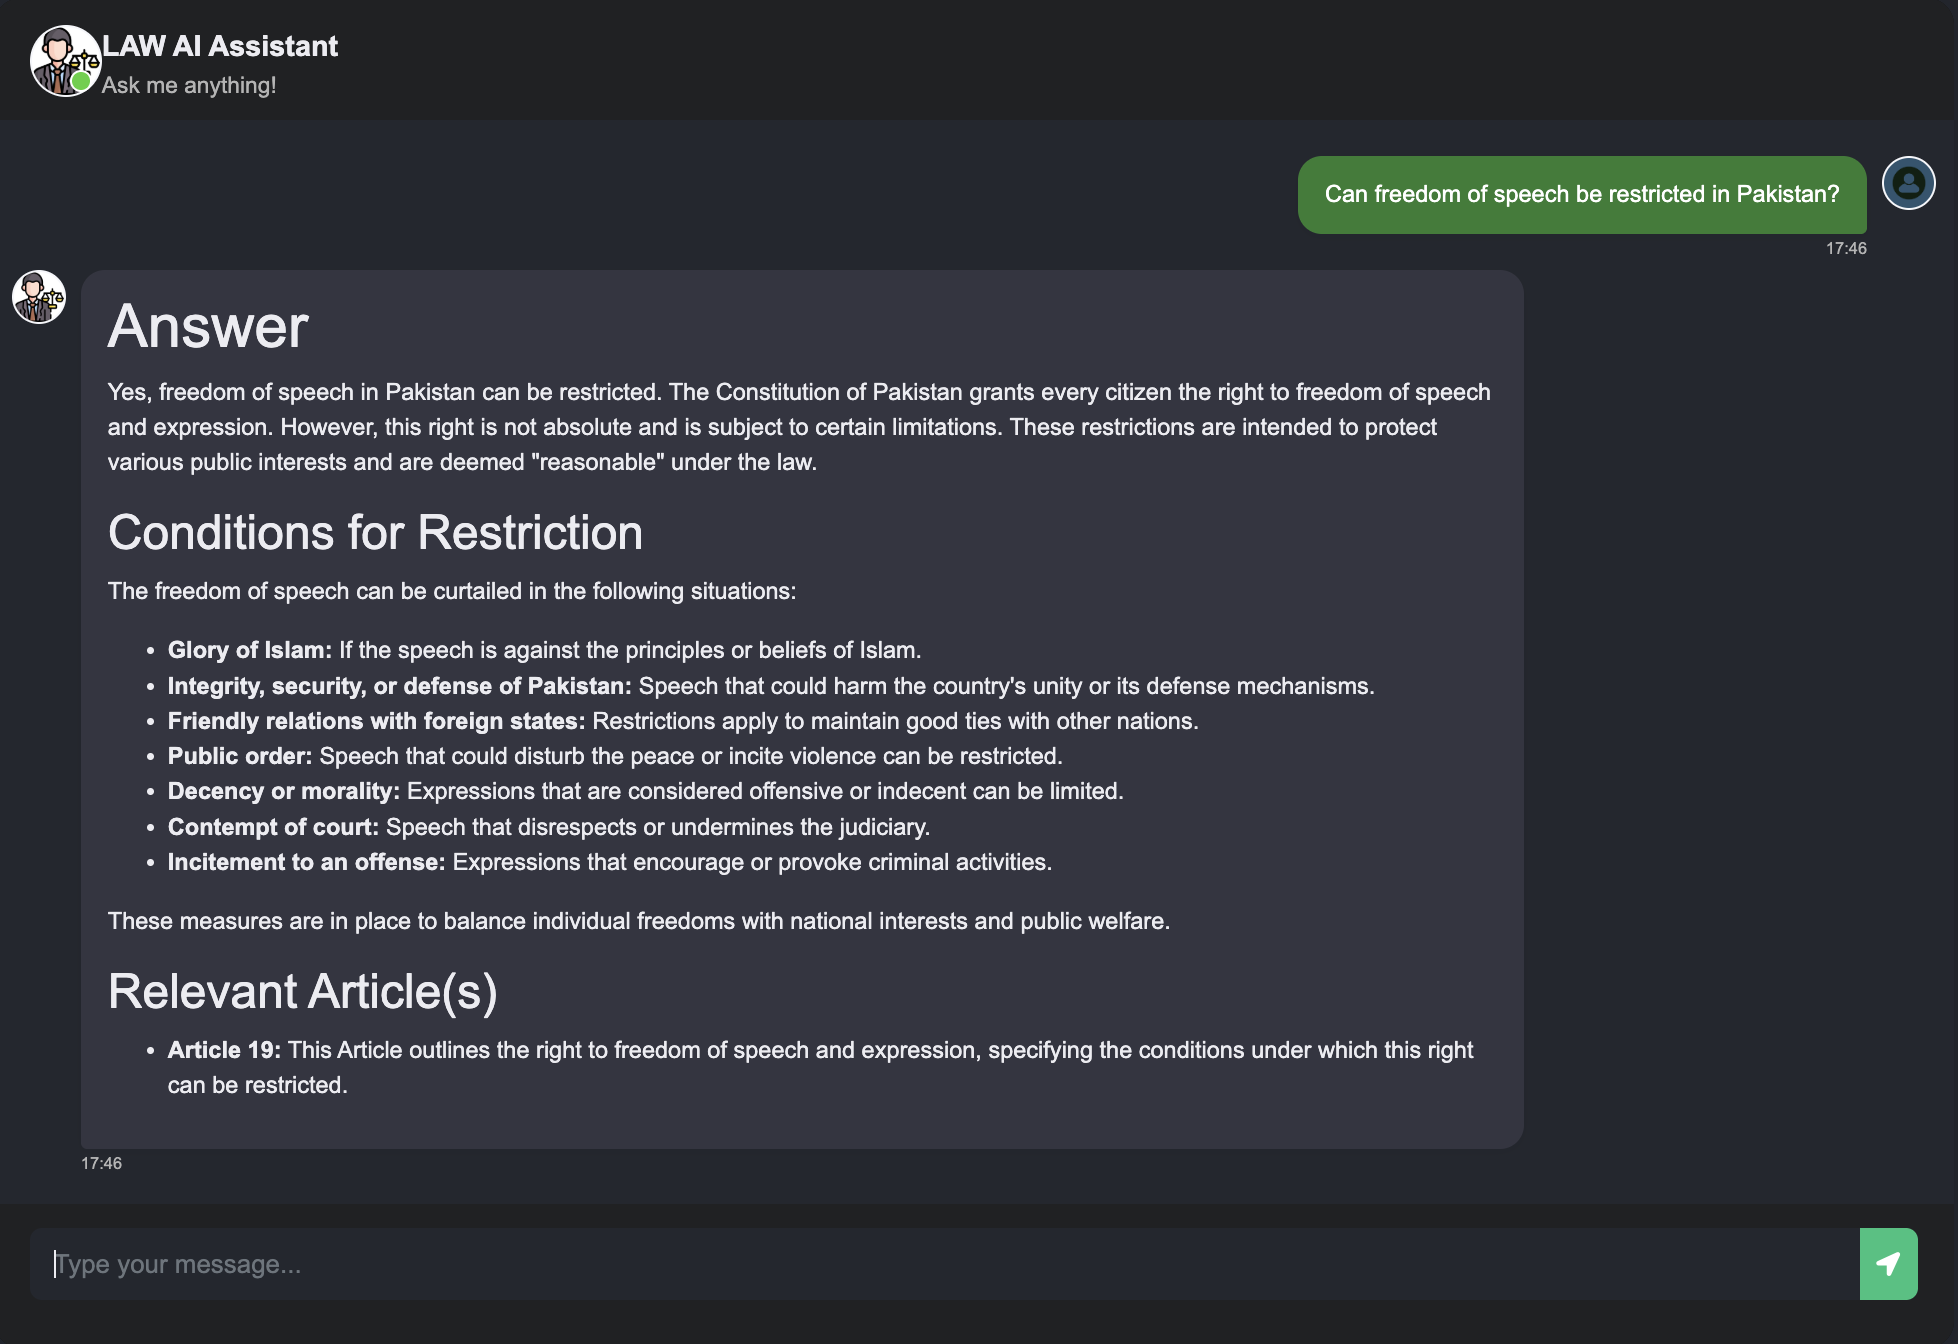 LAW AI Assistant
Ask me anything!
Can freedom of speech be restricted in Pakistan?
17:46
Answer
Yes, freedom of speech in Pakistan can be restricted. The Constitution of Pakistan grants every citizen the right to freedom of speech
and expression. However, this right is not absolute and is subject to certain limitations. These restrictions are intended to protect
various public interests and are deemed "reasonable" under the law.
Conditions for Restriction
The freedom of speech can be curtailed in the following situations:
• Glory of Islam: If the speech is against the principles or beliefs of Islam.
• Integrity, security, or defense of Pakistan: Speech that could harm the country's unity or its defense mechanisms.
• Friendly relations with foreign states: Restrictions apply to maintain good ties with other nations.
• Public order: Speech that could disturb the peace or incite violence can be restricted.
• Decency or morality: Expressions that are considered offensive or indecent can be limited.
• Contempt of court: Speech that disrespects or undermines the judiciary.
• Incitement to an offense: Expressions that encourage or provoke criminal activities.
These measures are in place to balance individual freedoms with national interests and public welfare.
Relevant Article(s)
• Article 19: This Article outlines the right to freedom of speech and expression, specifying the conditions under which this right
can be restricted.
17:46
Type your message...